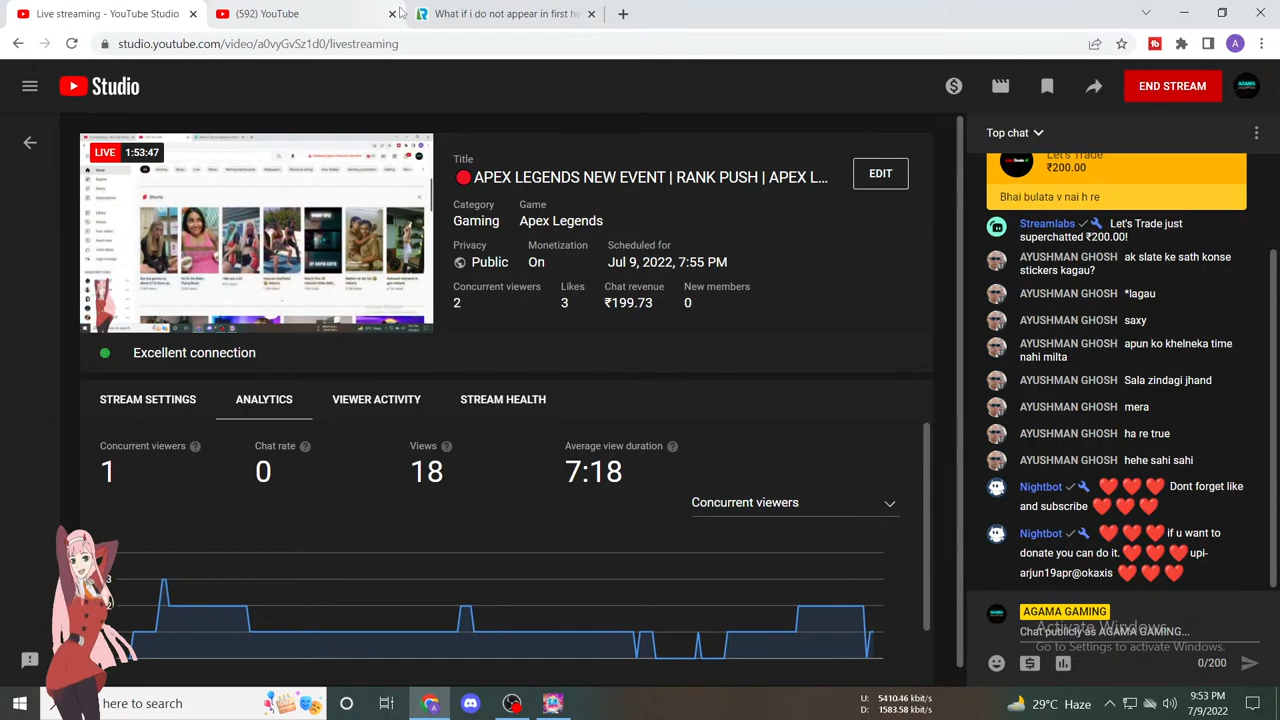 Live streaming - YouTube Studio
(592) YouTube
What if i do not appear in first he
studio.youtube.com/video/a0vyGvSz1d0/livestreaming
A
Studio
END STREAM
LIVE 1:53:47
Title
APEX LEGENDS NEW EVENT | RANK PUSH | APEX L...
EDIT
Category
Game
Gaming
Apex Legends
Privacy
Monetization
Scheduled for
Public
Jul 9, 2022, 7:55 PM
Concurrent viewers
Likes
Chat revenue
New members
2
3
₹199.73
0
Excellent connection
STREAM SETTINGS
ANALYTICS
VIEWER ACTIVITY
STREAM HEALTH
Concurrent viewers
Chat rate
Views
Average view duration
1
0
18
7:18
Concurrent viewers
3
2
Top chat
Let's Trade
₹200.00
Bhai bulata v nai h re
Streamlabs Let's Trade just
superchatted ₹200.00!
AYUSHMAN GHOSH ak slate ke sath konse
AYUSHMAN GHOSH *lagau
AYUSHMAN GHOSH saxy
AYUSHMAN GHOSH apun ko khelneka time
nahi milta
AYUSHMAN GHOSH Sala zindagi jhand
AYUSHMAN GHOSH mera
AYUSHMAN GHOSH ha re true
AYUSHMAN GHOSH hehe sahi sahi
Nightbot ❤️ ❤️ ❤️ Dont forget like
and subscribe ❤️ ❤️ ❤️
Nightbot ❤️ ❤️ ❤️ if u want to
donate you can do it. ❤️ ❤️ ❤️ upi-
arjun19apr@okaxis ❤️ ❤️ ❤️
AGAMA GAMING
Chat publicly as AGAMA GAMING...
Activate Windows
Go to Settings to activate Windows.
0/200
here to search
U: 5410.46 kbit/s
D: 1583.58 kbit/s
29°C Haze
9:53 PM
7/9/2022